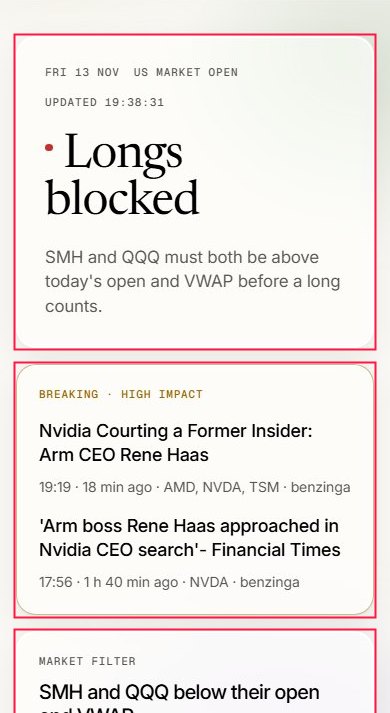 FRI 13 NOV  US MARKET OPEN
UPDATED 19:38:31
Longs
blocked
SMH and QQQ must both be above
today's open and VWAP before a long
counts.
BREAKING · HIGH IMPACT
Nvidia Courting a Former Insider:
Arm CEO Rene Haas
19:19 · 18 min ago · AMD, NVDA, TSM · benzinga
'Arm boss Rene Haas approached in
Nvidia CEO search'- Financial Times
17:56 · 1 h 40 min ago · NVDA · benzinga
MARKET FILTER
SMH and QQQ below their open
and VWAP